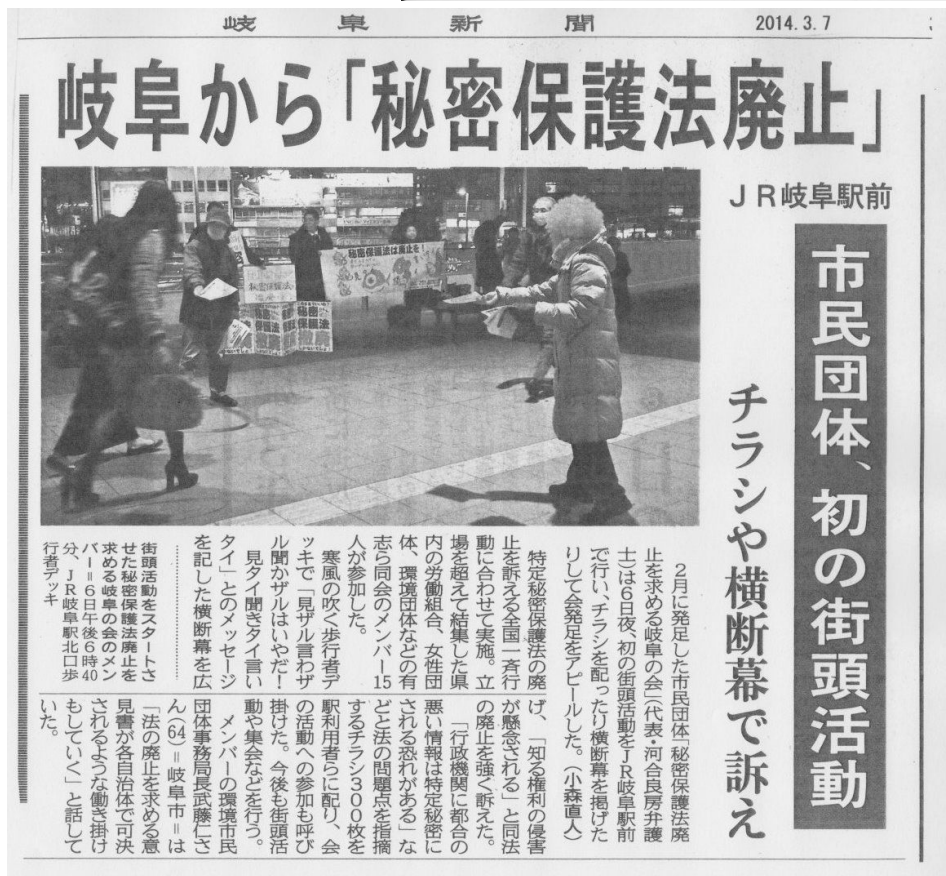 岐阜新聞
2014.3.7
岐阜から「秘密保護法廃止」
JR岐阜駅前
市民団体、初の街頭活動
チラシや横断幕で訴え
秘密保護法は廃止を！
秘密保護法
秘密
保護法
2月に発足した市民団体「秘密保護法廃
止を求める岐阜の会」（代表・河合良房弁護
士）は6日夜、初の街頭活動をJR岐阜駅前
で行い、チラシを配ったり横断幕を掲げた
りして会発足をアピールした。（小森直人）
特定秘密保護法の廃
止を訴える全国一斉行
動に合わせて実施。立
場を超えて結集した県
内の労働組合、女性団
体、環境団体などの有
志ら同会のメンバー15
人が参加した。
寒風の吹く歩行者デ
ッキで「見ザル言わザ
ル聞かザルはいやだ！
見タイ聞きタイ言い
タイ」とのメッセージ
を記した横断幕を広
げ、「知る権利の侵害
が懸念される」と同法
の廃止を強く訴えた。
「行政機関に都合の
悪い情報は特定秘密に
される恐れがある」な
どと法の問題点を指摘
するチラシ300枚を
駅利用者らに配り、会
の活動への参加も呼び
掛けた。今後も街頭活
動や集会などを行う。
メンバーの環境市民
団体事務局長武藤仁さ
ん（64）＝岐阜市＝は
「法の廃止を求める意
見書が各自治体で可決
されるような働き掛け
もしていく」と話して
いた。
街頭活動をスタートさ
せた秘密保護法廃止を
求める岐阜の会のメン
バー＝6日午後6時40
分、JR岐阜駅北口歩
行者デッキ